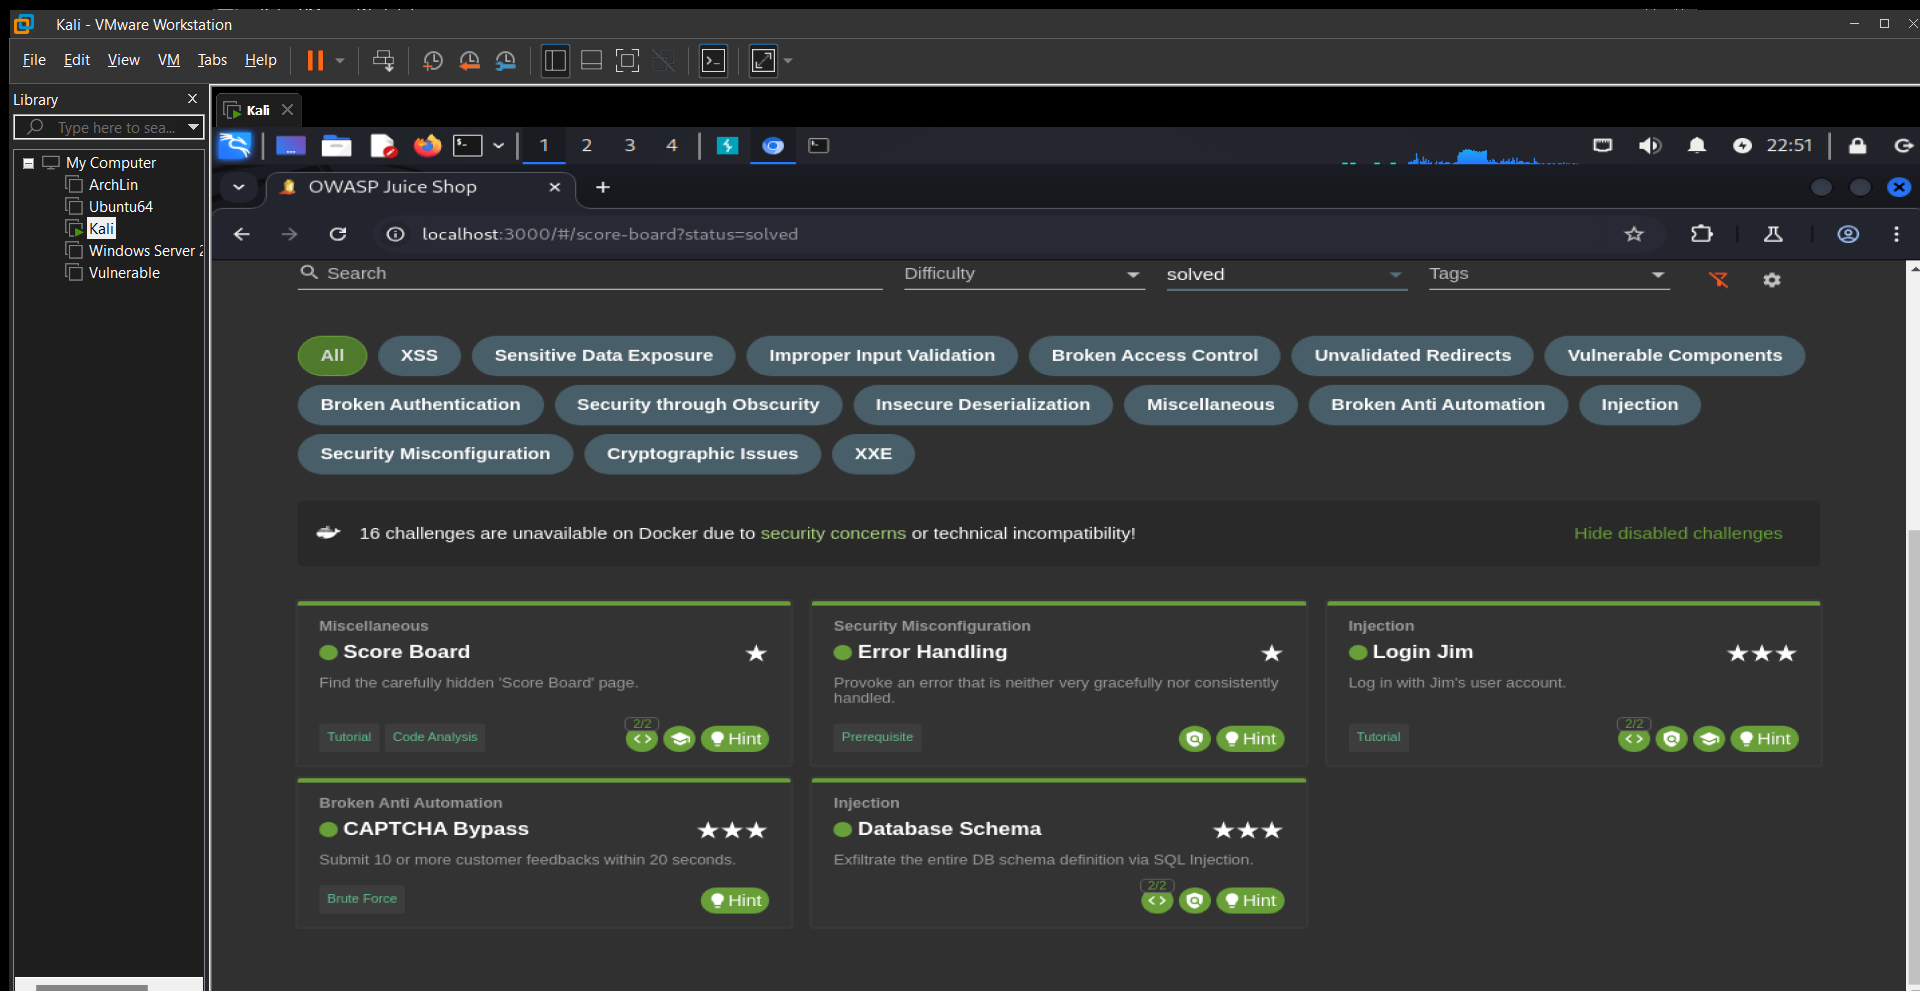 Kali - VMware Workstation
File Edit View VM Tabs Help
Library
Type here to sea...
My Computer
ArchLin
Ubuntu64
Kali
Windows Server 2
Vulnerable
Kali
1 2 3 4 22:51
OWASP Juice Shop
localhost:3000/#/score-board?status=solved
Search Difficulty solved Tags
All XSS Sensitive Data Exposure Improper Input Validation Broken Access Control Unvalidated Redirects Vulnerable Components
Broken Authentication Security through Obscurity Insecure Deserialization Miscellaneous Broken Anti Automation Injection
Security Misconfiguration Cryptographic Issues XXE
16 challenges are unavailable on Docker due to security concerns or technical incompatibility! Hide disabled challenges
Miscellaneous
Score Board
Find the carefully hidden 'Score Board' page.
Tutorial Code Analysis 2/2 Hint
Security Misconfiguration
Error Handling
Provoke an error that is neither very gracefully nor consistently
handled.
Prerequisite Hint
Injection
Login Jim
Log in with Jim's user account.
Tutorial 2/2 Hint
Broken Anti Automation
CAPTCHA Bypass
Submit 10 or more customer feedbacks within 20 seconds.
Brute Force Hint
Injection
Database Schema
Exfiltrate the entire DB schema definition via SQL Injection.
2/2 Hint